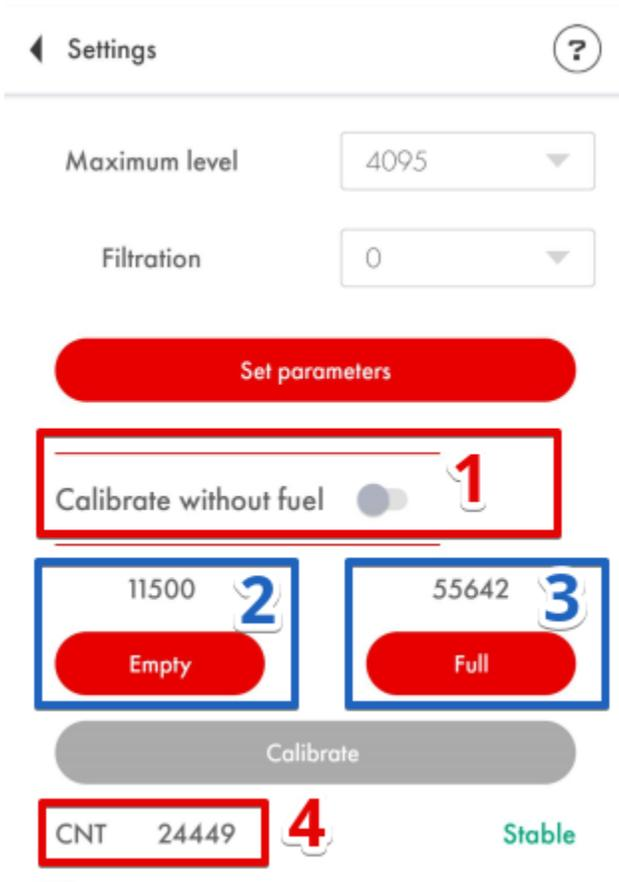 Settings ?
Maximum level 4095
Filtration 0
Set parameters
Calibrate without fuel 1
11500 2 55642 3
Empty Full
Calibrate
CNT 24449 4 Stable